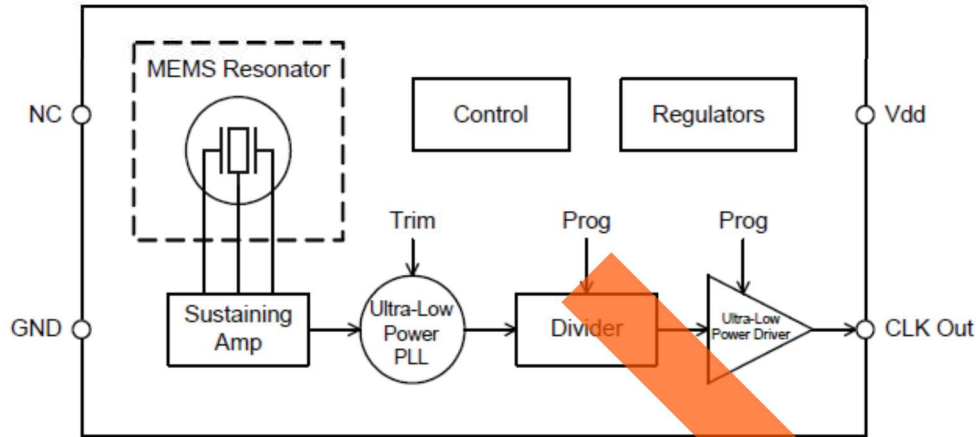 MEMS Resonator
NC
Control
Regulators
Vdd
Trim
Prog
Prog
GND
Sustaining
Amp
Ultra-Low
Power
PLL
Divider
Ultra-Low
Power Driver
CLK Out